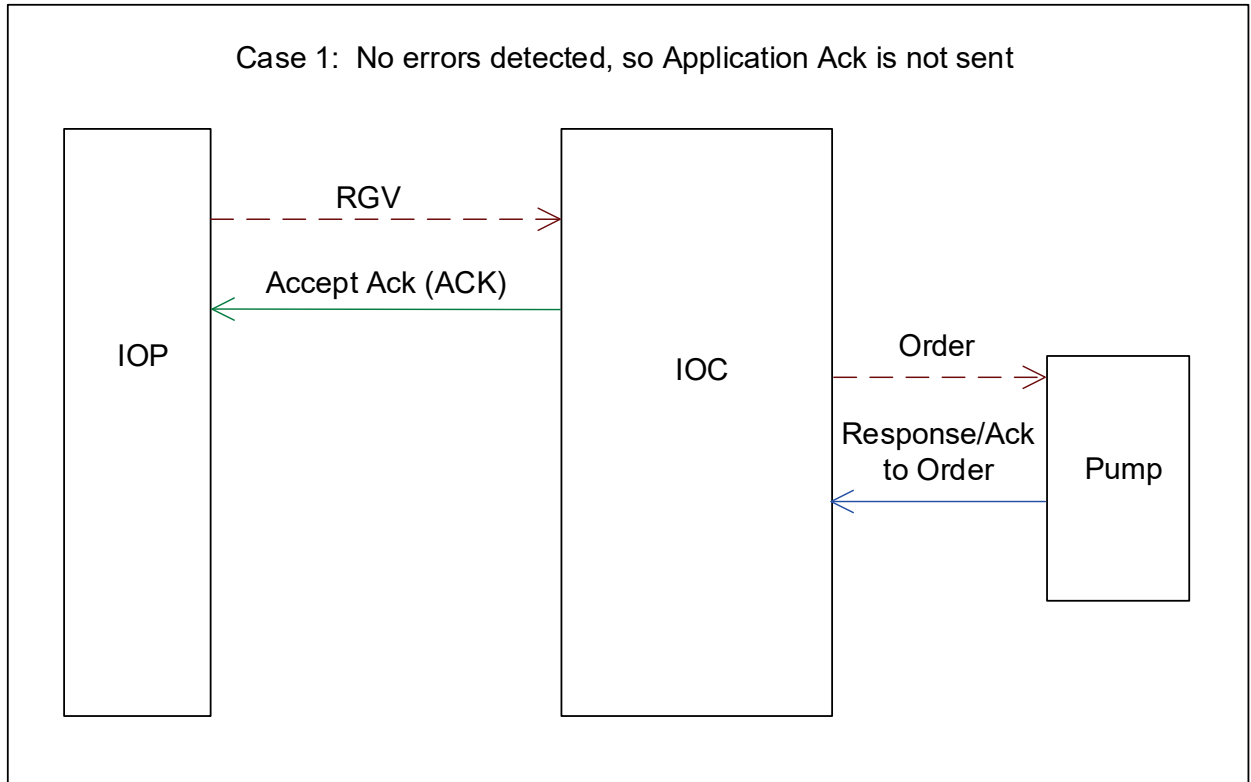 Case 1:  No errors detected, so Application Ack is not sent
RGV
Accept Ack (ACK)
IOP
IOC
Order
Response/Ack
to Order
Pump